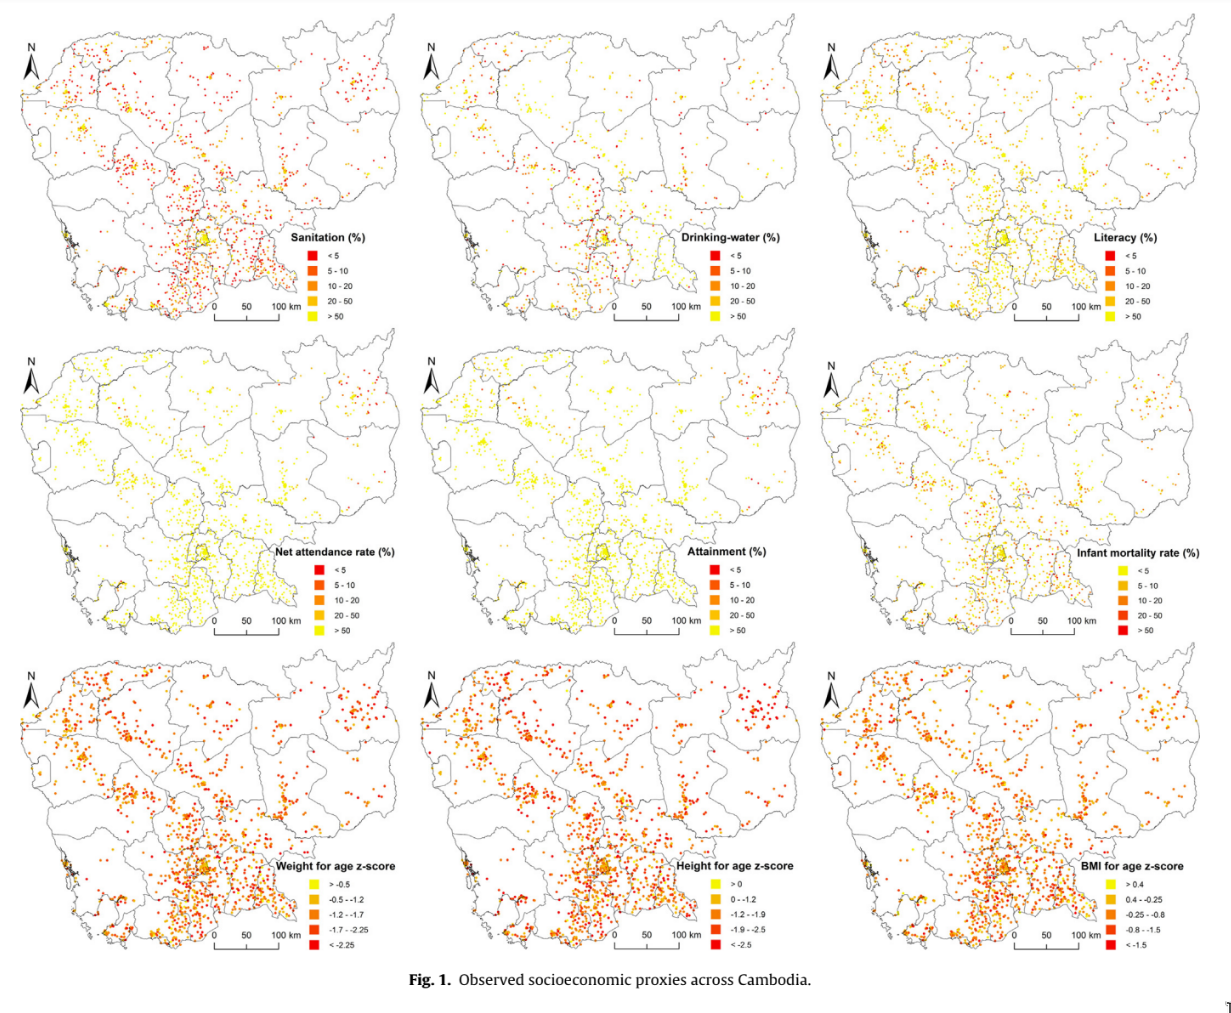 N
N
N
Sanitation (%)
< 5
5 - 10
10 - 20
20 - 50
> 50
0 50 100 km
Drinking-water (%)
< 5
5 - 10
10 - 20
20 - 50
> 50
0 50 100 km
Literacy (%)
< 5
5 - 10
10 - 20
20 - 50
> 50
0 50 100 km
N
N
N
Net attendance rate (%)
< 5
5 - 10
10 - 20
20 - 50
> 50
0 50 100 km
Attainment (%)
< 5
5 - 10
10 - 20
20 - 50
> 50
0 50 100 km
Infant mortality rate (%)
< 5
5 - 10
10 - 20
20 - 50
> 50
0 50 100 km
N
N
N
Weight for age z-score
> -0.5
-0.5 - -1.2
-1.2 - -1.7
-1.7 - -2.25
< -2.25
0 50 100 km
Height for age z-score
> 0
0 - -1.2
-1.2 - -1.9
-1.9 - -2.5
< -2.5
0 50 100 km
BMI for age z-score
> 0.4
0.4 - -0.25
-0.25 - -0.8
-0.8 - -1.5
< -1.5
0 50 100 km
Fig. 1. Observed socioeconomic proxies across Cambodia.